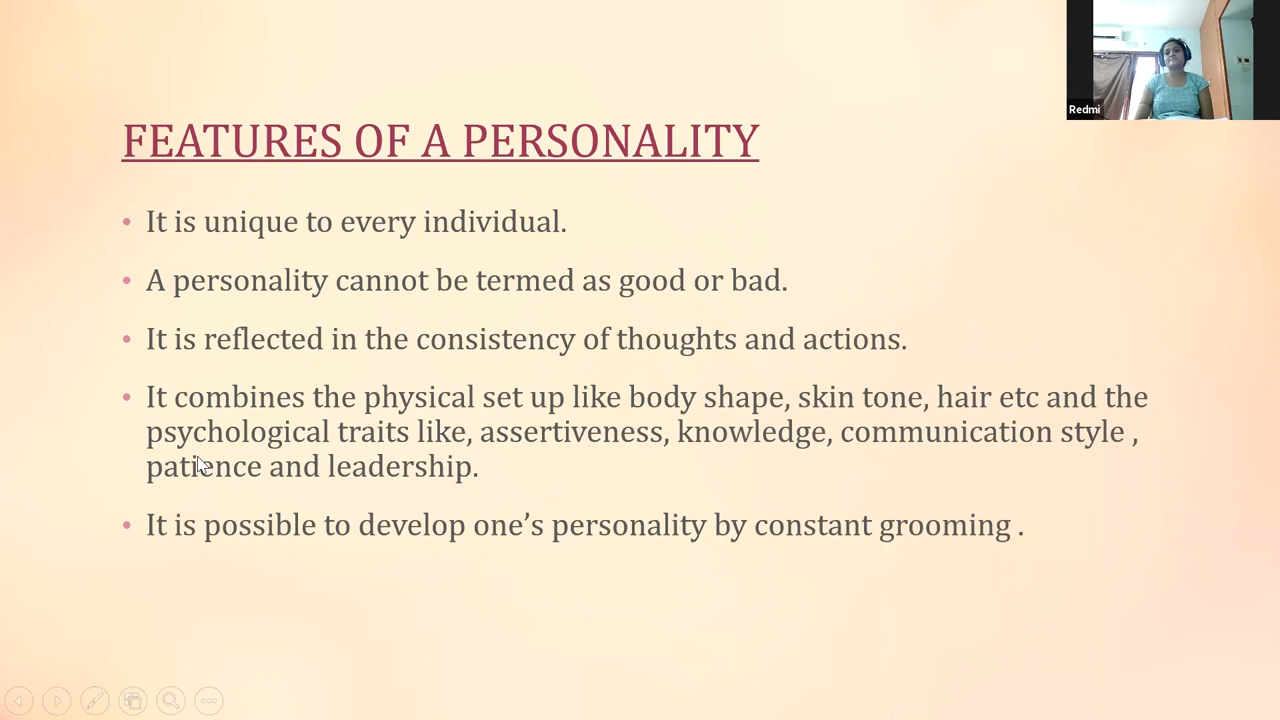 FEATURES OF A PERSONALITY
• It is unique to every individual.
• A personality cannot be termed as good or bad.
• It is reflected in the consistency of thoughts and actions.
• It combines the physical set up like body shape, skin tone, hair etc and the
psychological traits like, assertiveness, knowledge, communication style ,
patience and leadership.
• It is possible to develop one’s personality by constant grooming .
Redmi